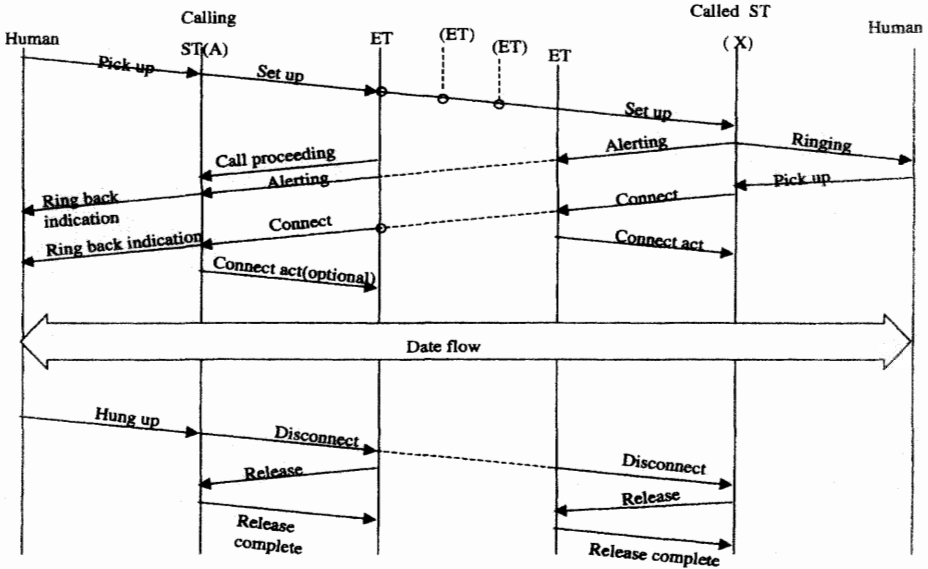 Calling
Called ST
Human
ST(A)
ET
(ET)
(ET)
ET
( X)
Human
Pick up
Set up
Set up
Alerting
Ringing
Call proceeding
Alerting
Pick up
Ring back
indication
Connect
Connect
Ring back indication
Connect act
Connect act(optional)
Date flow
Hung up
Disconnect
Disconnect
Release
Release
Release
complete
Release complete